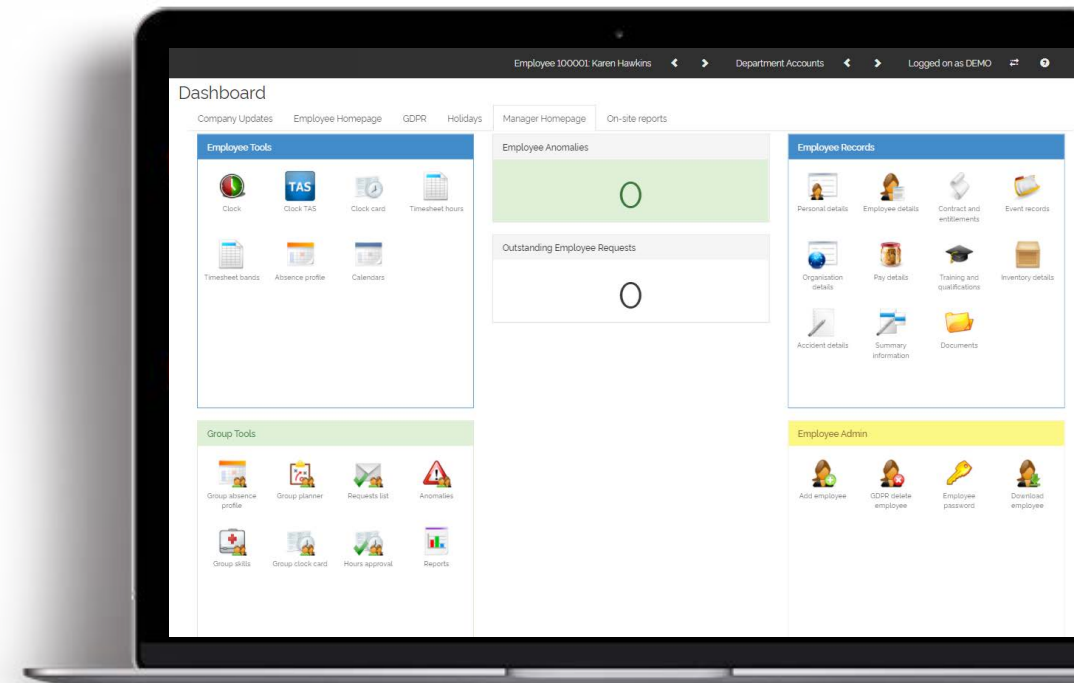 Employee 100001: Karen Hawkins
Department Accounts
Logged on as DEMO
Dashboard
Company Updates
Employee Homepage
GDPR
Holidays
Manager Homepage
On-site reports
Employee Tools
Clock
TAS
Clock TAS
Clock card
Timesheet hours
Timesheet bands
Absence profile
Calendars
Employee Anomalies
0
Outstanding Employee Requests
0
Employee Records
Personal details
Employee details
Contract and
entitlements
Event records
Organisation
details
Pay details
Training and
qualifications
Inventory details
Accident details
Summary
information
Documents
Group Tools
Group absence
profile
Group planner
Requests list
Anomalies
Group skills
Group clock card
Hours approval
Reports
Employee Admin
Add employee
GDPR delete
employee
Employee
password
Download
employee